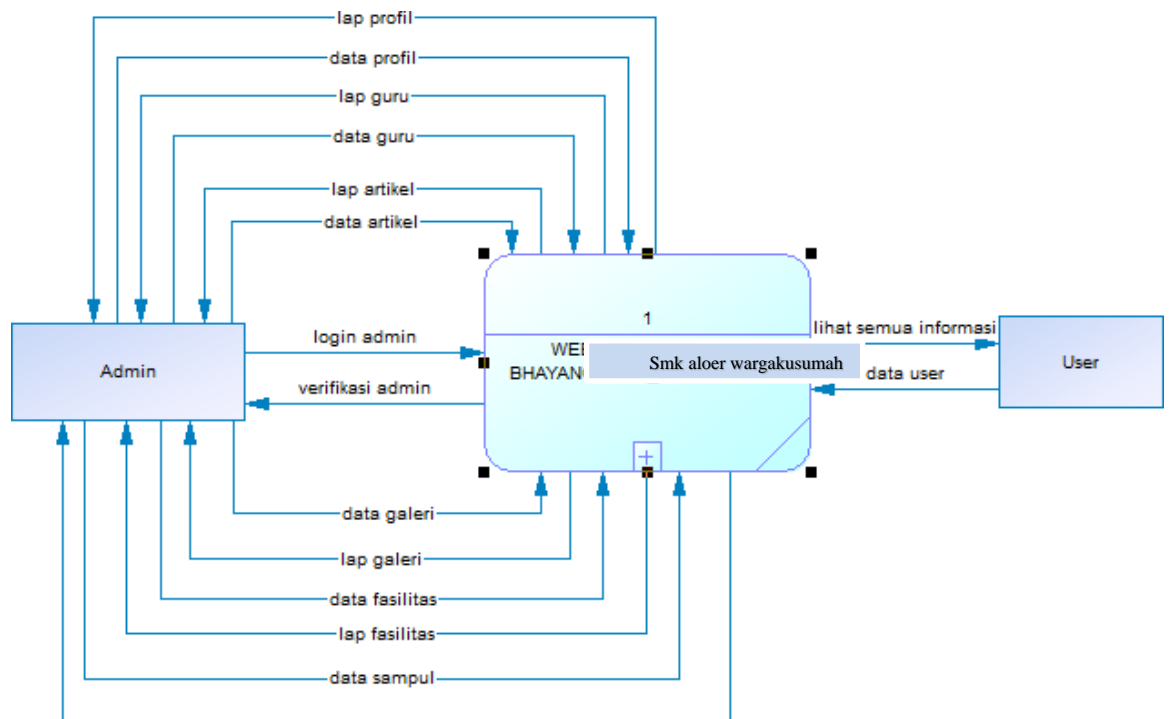 lap profil
data profil
lap guru
data guru
lap artikel
data artikel
1
login admin
lihat semua informasi
Admin
Smk aloer wargakusumah
User
verifikasi admin
data user
data galeri
lap galeri
data fasilitas
lap fasilitas
data sampul